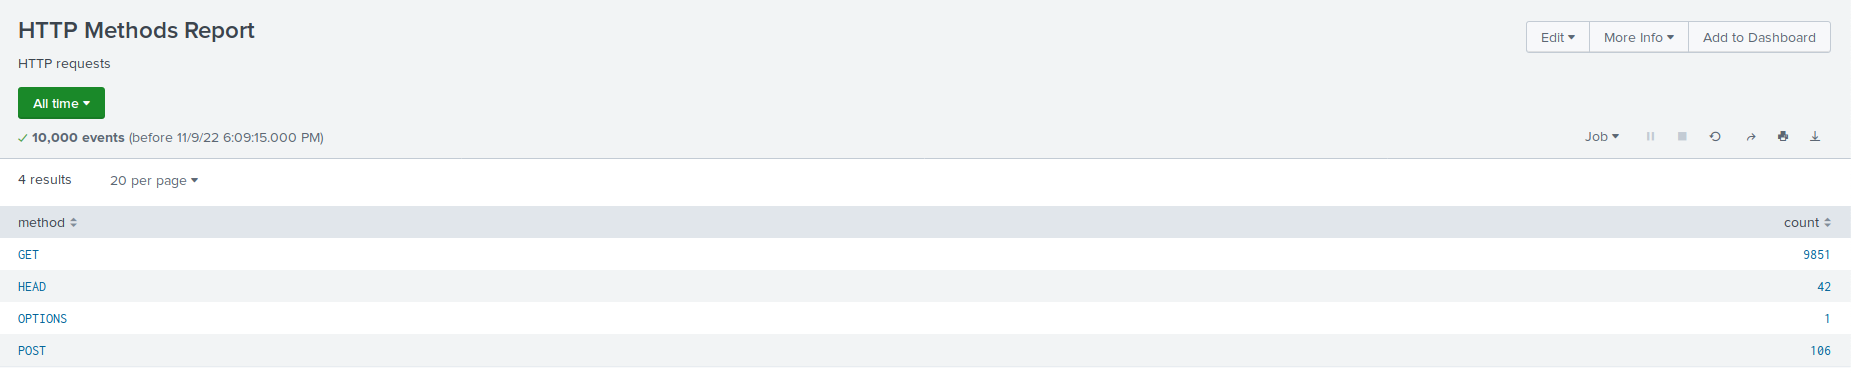 HTTP Methods Report
Edit More Info Add to Dashboard
HTTP requests
All time
10,000 events (before 11/9/22 6:09:15.000 PM)
Job
4 results 20 per page
method count
GET 9851
HEAD 42
OPTIONS 1
POST 106